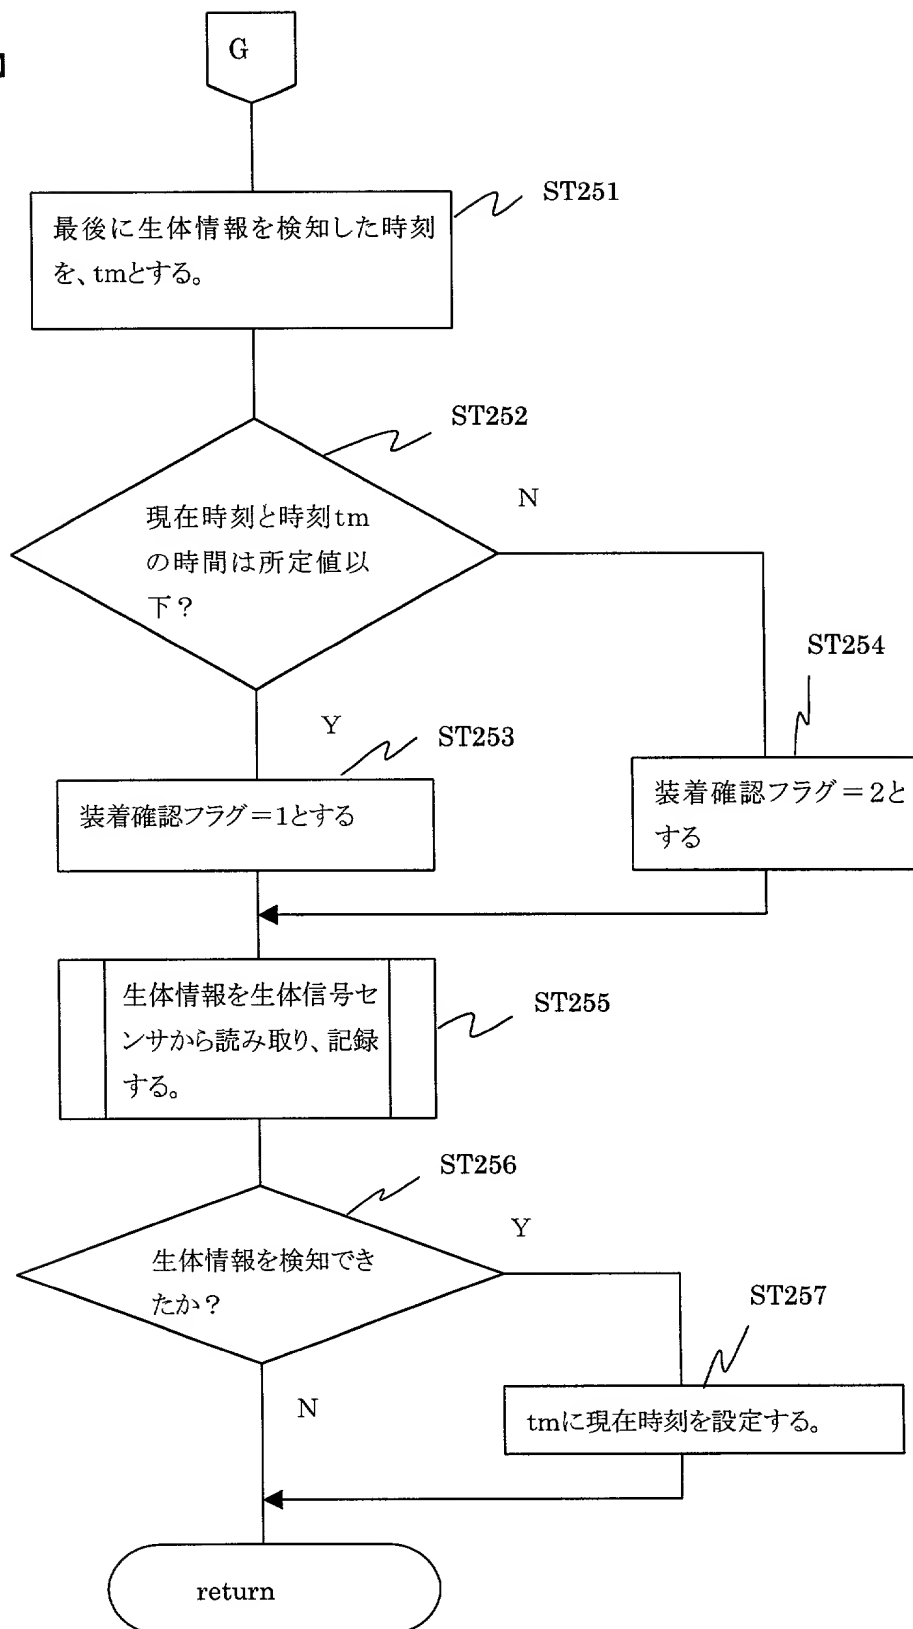 】
G
ST251
最後に生体情報を検知した時刻
を、tmとする。
ST252
現在時刻と時刻tm
の時間は所定値以
下？
N
ST254
Y
ST253
装着確認フラグ＝1とする
装着確認フラグ＝2と
する
生体情報を生体信号セ
ンサから読み取り、記録
する。
ST255
ST256
生体情報を検知でき
たか？
Y
ST257
N
tmに現在時刻を設定する。
return